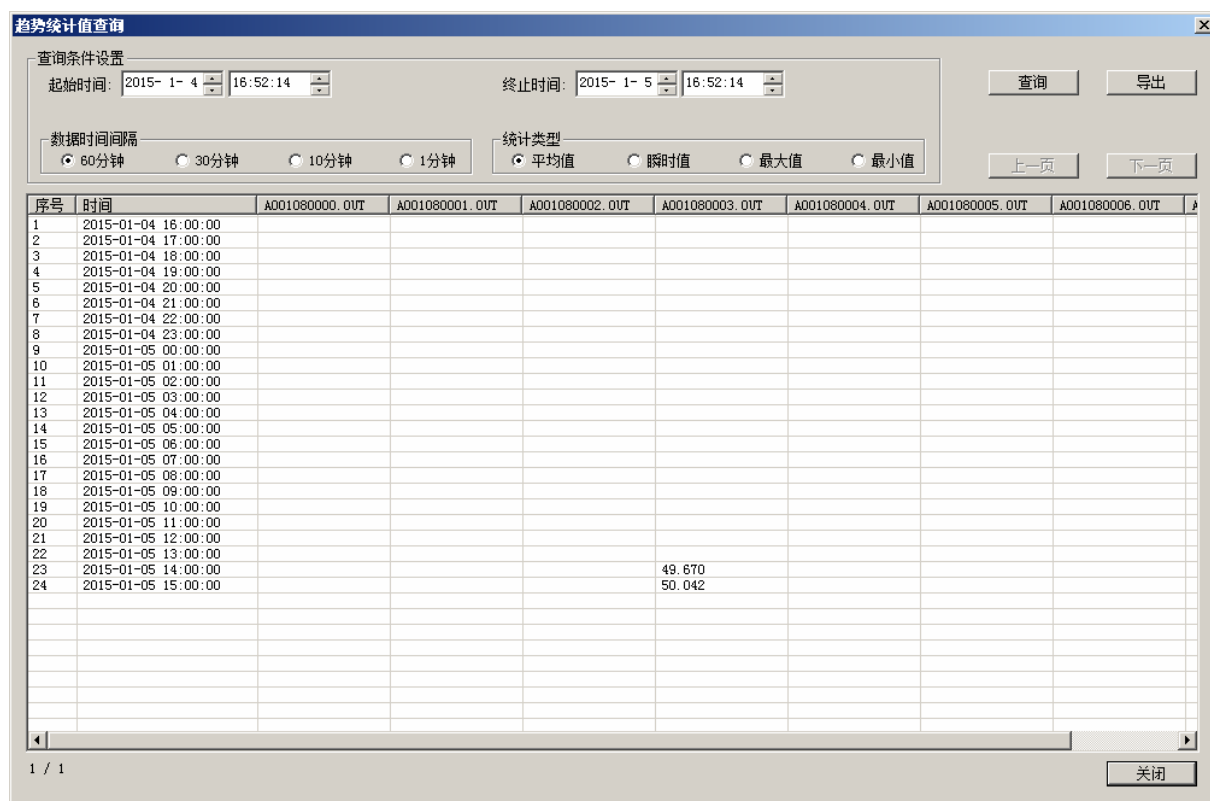 趋势统计值查询
查询条件设置
起始时间: 2015- 1- 4 16:52:14 终止时间: 2015- 1- 5 16:52:14 查询 导出
数据时间间隔 统计类型
60分钟 30分钟 10分钟 1分钟 平均值 瞬时值 最大值 最小值 上一页 下一页
序号 时间 A001080000.OUT A001080001.OUT A001080002.OUT A001080003.OUT A001080004.OUT A001080005.OUT A001080006.OUT A
1 2015-01-04 16:00:00
2 2015-01-04 17:00:00
3 2015-01-04 18:00:00
4 2015-01-04 19:00:00
5 2015-01-04 20:00:00
6 2015-01-04 21:00:00
7 2015-01-04 22:00:00
8 2015-01-04 23:00:00
9 2015-01-05 00:00:00
10 2015-01-05 01:00:00
11 2015-01-05 02:00:00
12 2015-01-05 03:00:00
13 2015-01-05 04:00:00
14 2015-01-05 05:00:00
15 2015-01-05 06:00:00
16 2015-01-05 07:00:00
17 2015-01-05 08:00:00
18 2015-01-05 09:00:00
19 2015-01-05 10:00:00
20 2015-01-05 11:00:00
21 2015-01-05 12:00:00
22 2015-01-05 13:00:00
23 2015-01-05 14:00:00 49.670
24 2015-01-05 15:00:00 50.042
1 / 1
关闭